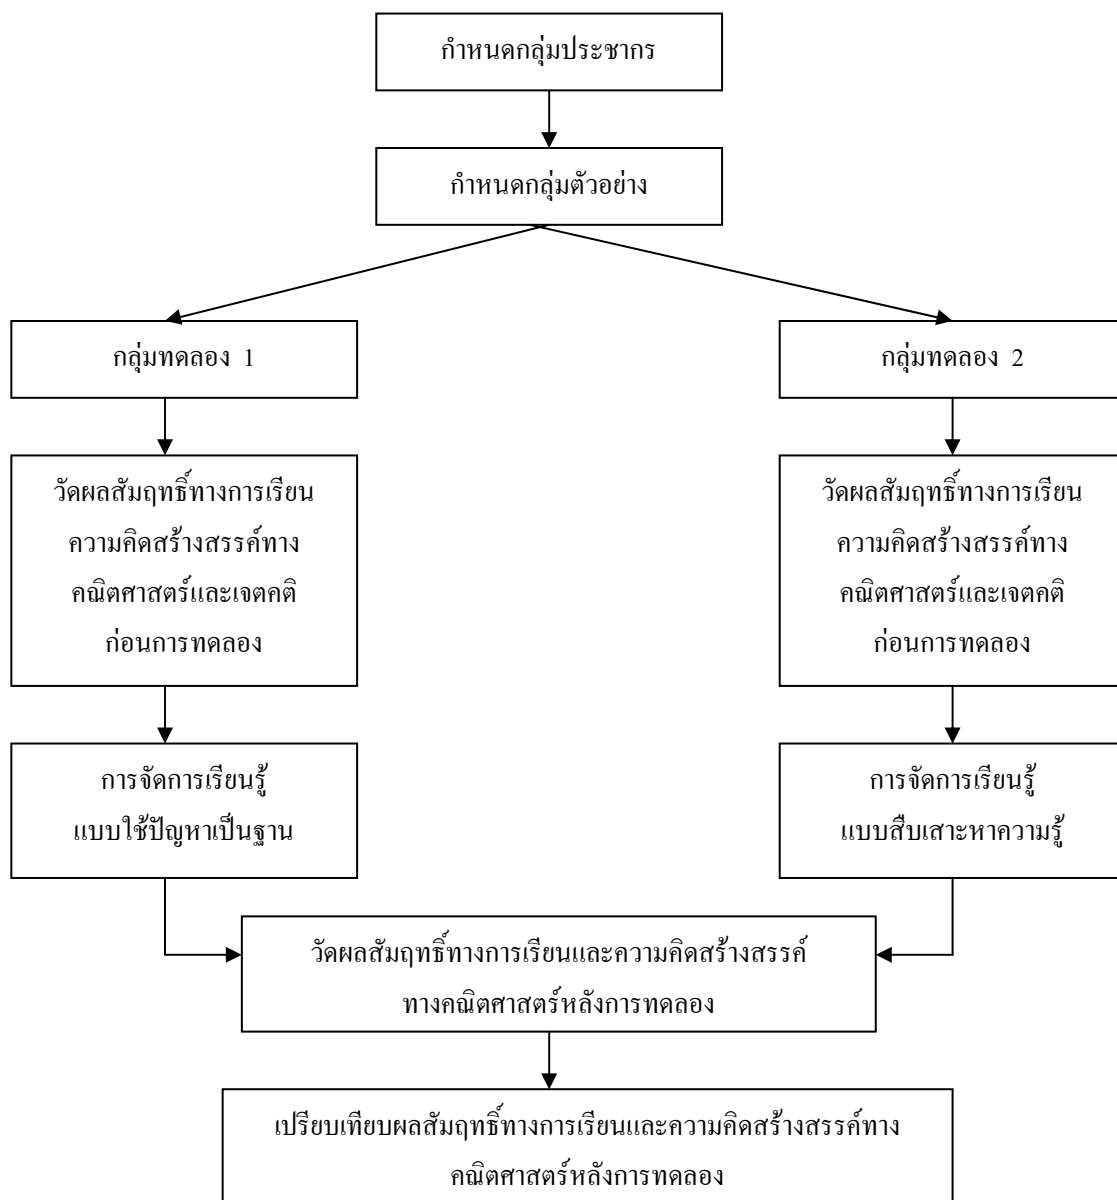 กำหนดกลุ่มประชากร
กำหนดกลุ่มตัวอย่าง
กลุ่มทดลอง 1
กลุ่มทดลอง 2
วัดผลสัมฤทธิ์ทางการเรียน
ความคิดสร้างสรรค์ทาง
คณิตศาสตร์และเจตคติ
ก่อนการทดลอง
วัดผลสัมฤทธิ์ทางการเรียน
ความคิดสร้างสรรค์ทาง
คณิตศาสตร์และเจตคติ
ก่อนการทดลอง
การจัดการเรียนรู้
แบบใช้ปัญหาเป็นฐาน
การจัดการเรียนรู้
แบบสืบเสาะหาความรู้
วัดผลสัมฤทธิ์ทางการเรียนและความคิดสร้างสรรค์
ทางคณิตศาสตร์หลังการทดลอง
เปรียบเทียบผลสัมฤทธิ์ทางการเรียนและความคิดสร้างสรรค์ทาง
คณิตศาสตร์หลังการทดลอง